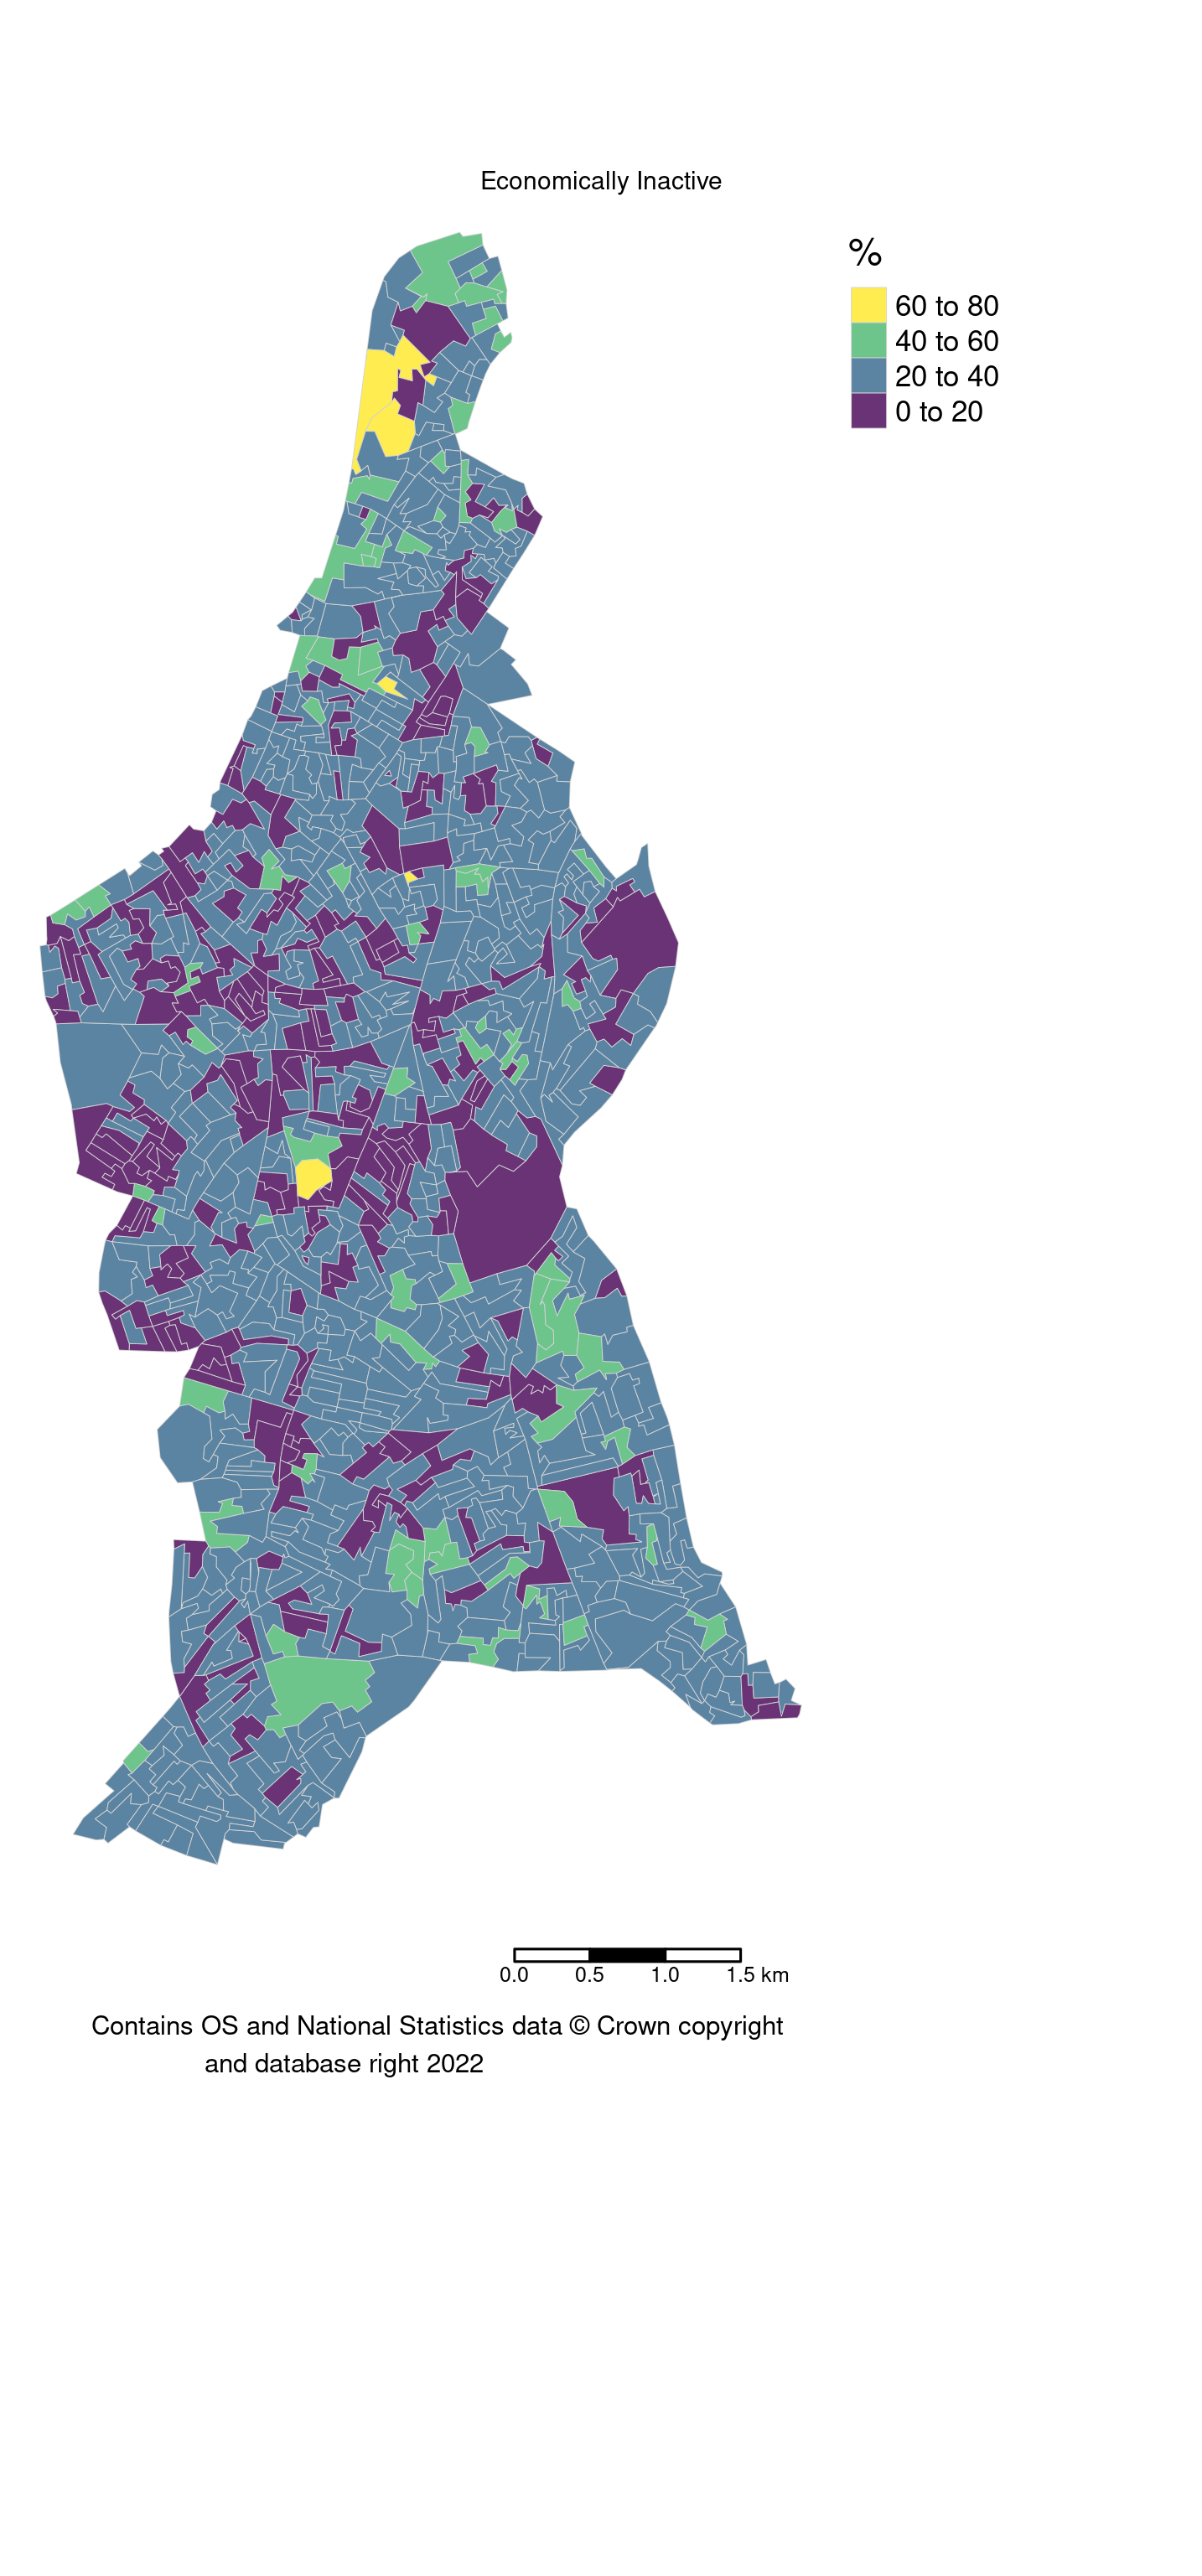 Economically Inactive
%
60 to 80
40 to 60
20 to 40
0 to 20
0.0 0.5 1.0 1.5 km
Contains OS and National Statistics data © Crown copyright
and database right 2022